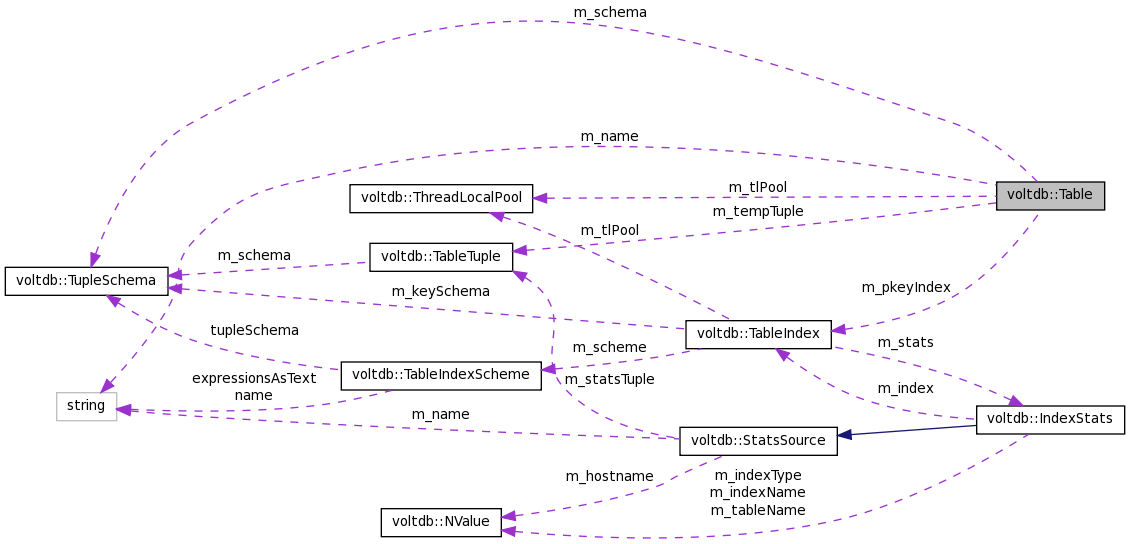 m_schema
m_name
voltdb::ThreadLocalPool
m_tlPool
voltdb::Table
m_tempTuple
m_tlPool
voltdb::TableTuple
m_schema
voltdb::TupleSchema
m_keySchema
m_pkeyIndex
tupleSchema
voltdb::TableIndex
m_scheme
m_stats
voltdb::TableIndexScheme
expressionsAsText
name
m_statsTuple
m_index
string
m_name
voltdb::StatsSource
voltdb::IndexStats
m_hostname
m_indexType
m_indexName
m_tableName
voltdb::NValue